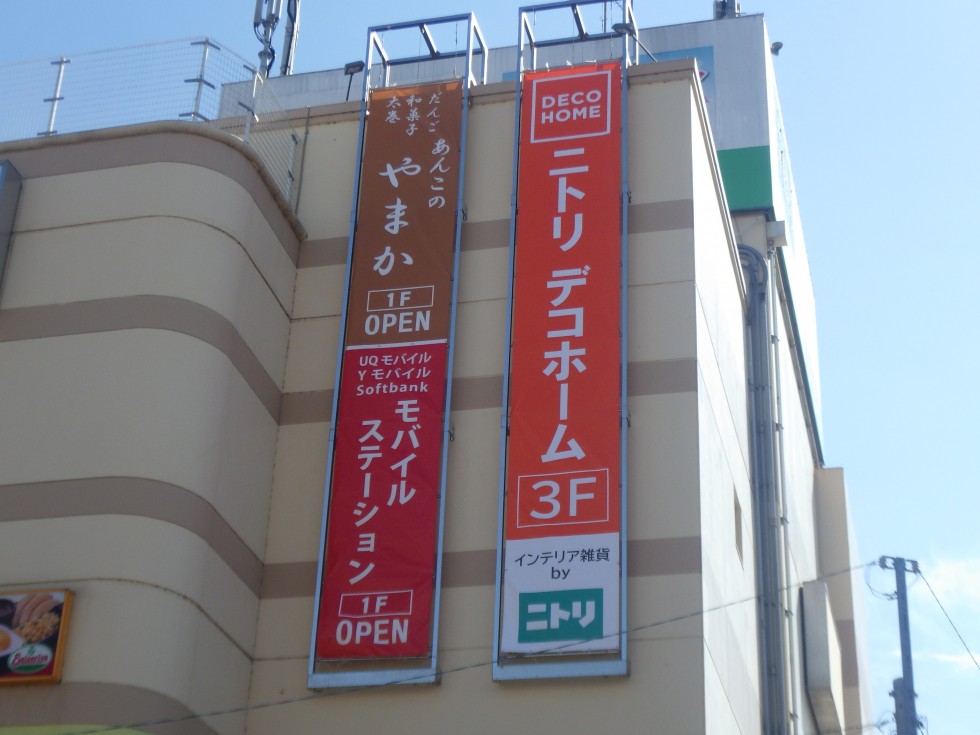 だんご
和菓子
太巻
あんこの
やまか
1F
OPEN
UQ モバイル
Y モバイル
Softbank
モバイル
ステーション
1F
OPEN
DECO
HOME
ニトリ デコホーム
3F
インテリア雑貨
by
ニトリ